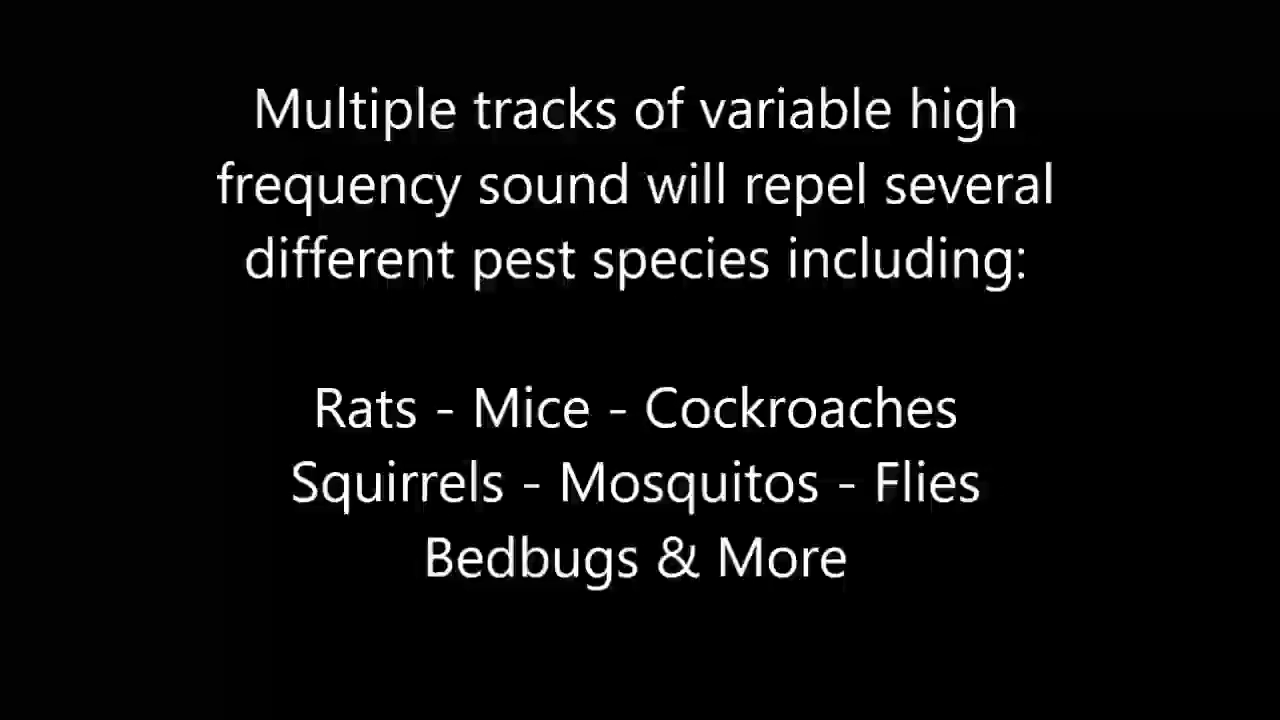 Multiple tracks of variable high
frequency sound will repel several
different pest species including:
Rats - Mice - Cockroaches
Squirrels - Mosquitos - Flies
Bedbugs & More